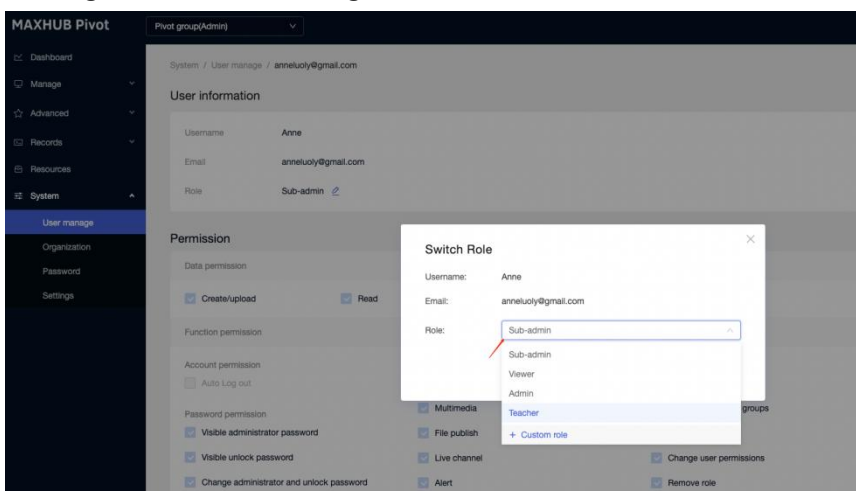 MAXHUB Pivot
Pivot group(Admin)
Dashboard
Manage
Advanced
Records
Resources
System
User manage
Organization
Password
Settings
System / User manage / anneluoly@gmail.com
User information
Username Anne
Email anneluoly@gmail.com
Role Sub-admin
Permission
Data permission
Create/upload Read
Function permission
Account permission
Auto Log out
Password permission
Visible administrator password
Visible unlock password
Change administrator and unlock password
Multimedia
File publish
Live channel
Alert
groups
Change user permissions
Remove role
Switch Role
Username: Anne
Email: anneluoly@gmail.com
Role: Sub-admin
Sub-admin
Viewer
Admin
Teacher
+ Custom role